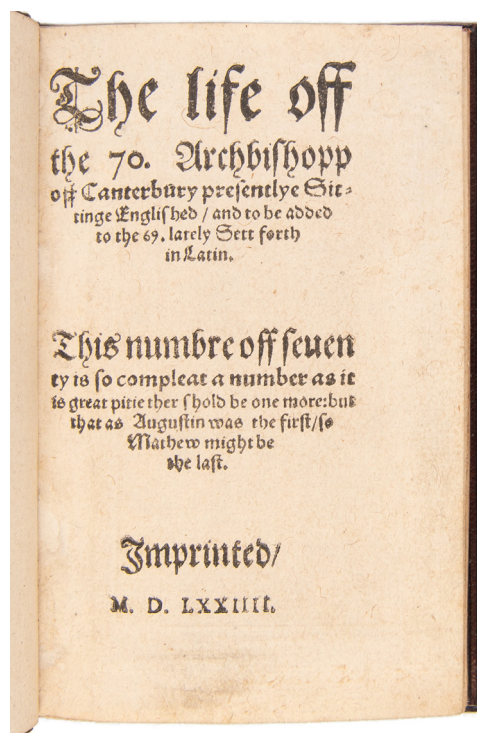 The life off
the 70. Archbishopp
off Canterbury presentlye Sit=
tinge Englished / and to be added
to the 69. lately Sett forth
in Latin.
This numbre off seuen
ty is so compleat a number as it
is great pitie ther shold be one more: but
that as Augustin was the first/so
Mathew might be
the last.
Imprinted/
M. D. LXXIIII.